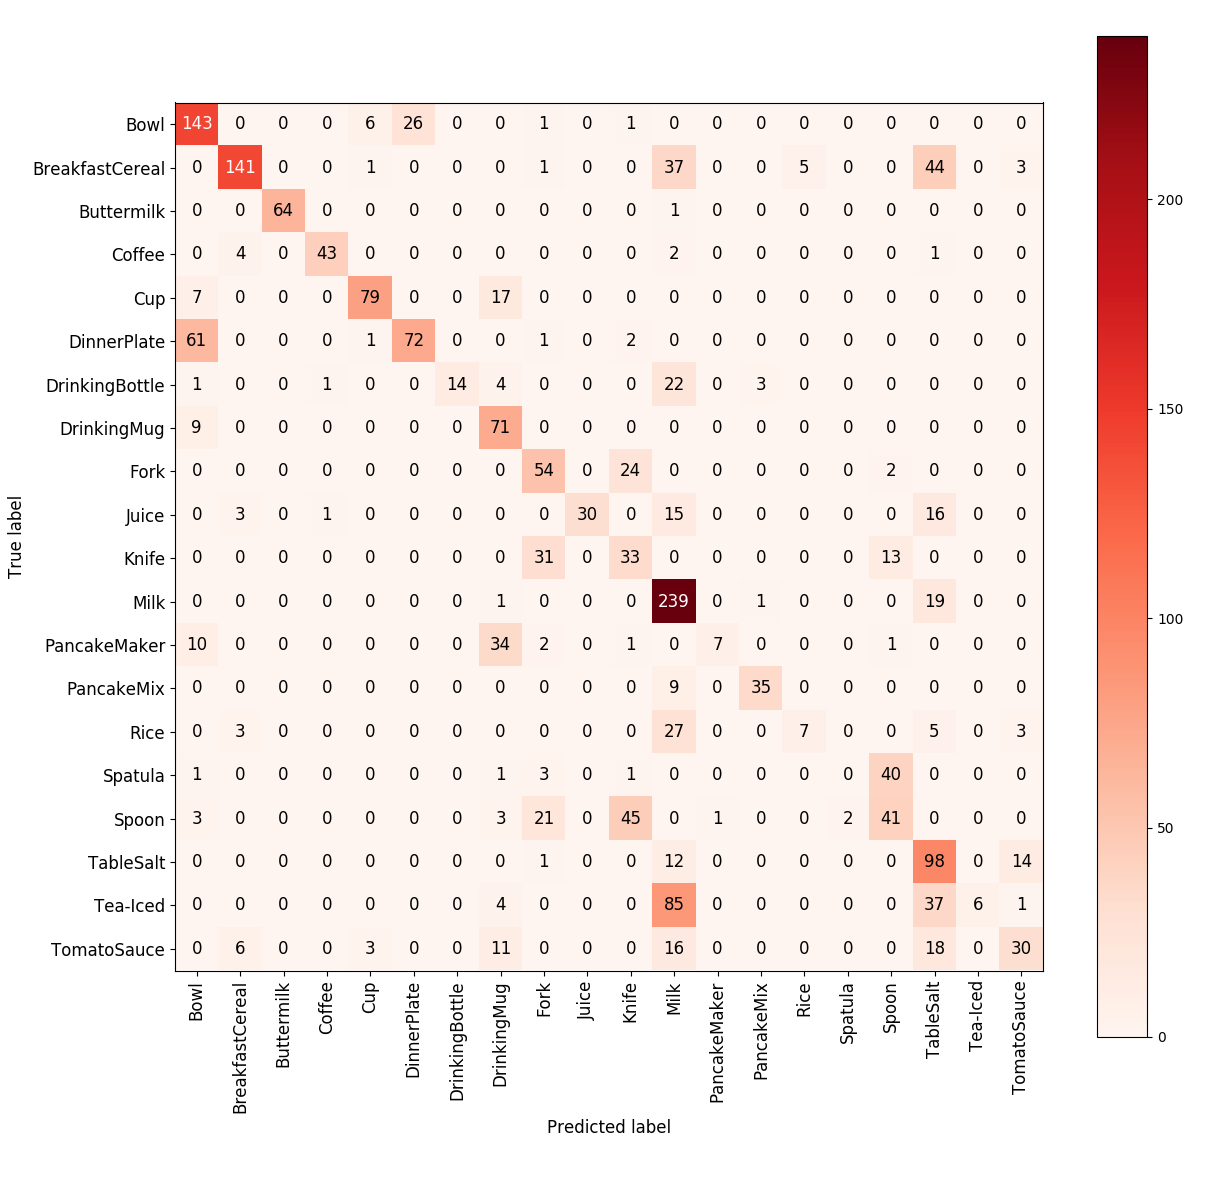 Bowl 143 0 0 0 6 26 0 0 1 0 1 0 0 0 0 0 0 0 0 0
BreakfastCereal 0 141 0 0 1 0 0 0 1 0 0 37 0 0 5 0 0 44 0 3
200
Buttermilk 0 0 64 0 0 0 0 0 0 0 0 1 0 0 0 0 0 0 0 0
Coffee 0 4 0 43 0 0 0 0 0 0 0 2 0 0 0 0 0 1 0 0
Cup 7 0 0 0 79 0 0 17 0 0 0 0 0 0 0 0 0 0 0 0
DinnerPlate 61 0 0 0 1 72 0 0 1 0 2 0 0 0 0 0 0 0 0 0
DrinkingBottle 1 0 0 1 0 0 14 4 0 0 0 22 0 3 0 0 0 0 0 0
150
DrinkingMug 9 0 0 0 0 0 0 71 0 0 0 0 0 0 0 0 0 0 0 0
Fork 0 0 0 0 0 0 0 0 54 0 24 0 0 0 0 0 2 0 0 0
Juice 0 3 0 1 0 0 0 0 0 30 0 15 0 0 0 0 0 16 0 0
True label
Knife 0 0 0 0 0 0 0 0 31 0 33 0 0 0 0 0 13 0 0 0
Milk 0 0 0 0 0 0 0 1 0 0 0 239 0 1 0 0 0 19 0 0
100
PancakeMaker 10 0 0 0 0 0 0 34 2 0 1 0 7 0 0 0 1 0 0 0
PancakeMix 0 0 0 0 0 0 0 0 0 0 0 9 0 35 0 0 0 0 0 0
Rice 0 3 0 0 0 0 0 0 0 0 0 27 0 0 7 0 0 5 0 3
Spatula 1 0 0 0 0 0 0 1 3 0 1 0 0 0 0 0 40 0 0 0
Spoon 3 0 0 0 0 0 0 3 21 0 45 0 1 0 0 2 41 0 0 0
50
TableSalt 0 0 0 0 0 0 0 0 1 0 0 12 0 0 0 0 0 98 0 14
Tea-Iced 0 0 0 0 0 0 0 4 0 0 0 85 0 0 0 0 0 37 6 1
TomatoSauce 0 6 0 0 3 0 0 11 0 0 0 16 0 0 0 0 0 18 0 30
0
Bowl
BreakfastCereal
Buttermilk
Coffee
Cup
DinnerPlate
DrinkingBottle
DrinkingMug
Fork
Juice
Knife
Milk
PancakeMaker
PancakeMix
Rice
Spatula
Spoon
TableSalt
Tea-Iced
TomatoSauce
Predicted label